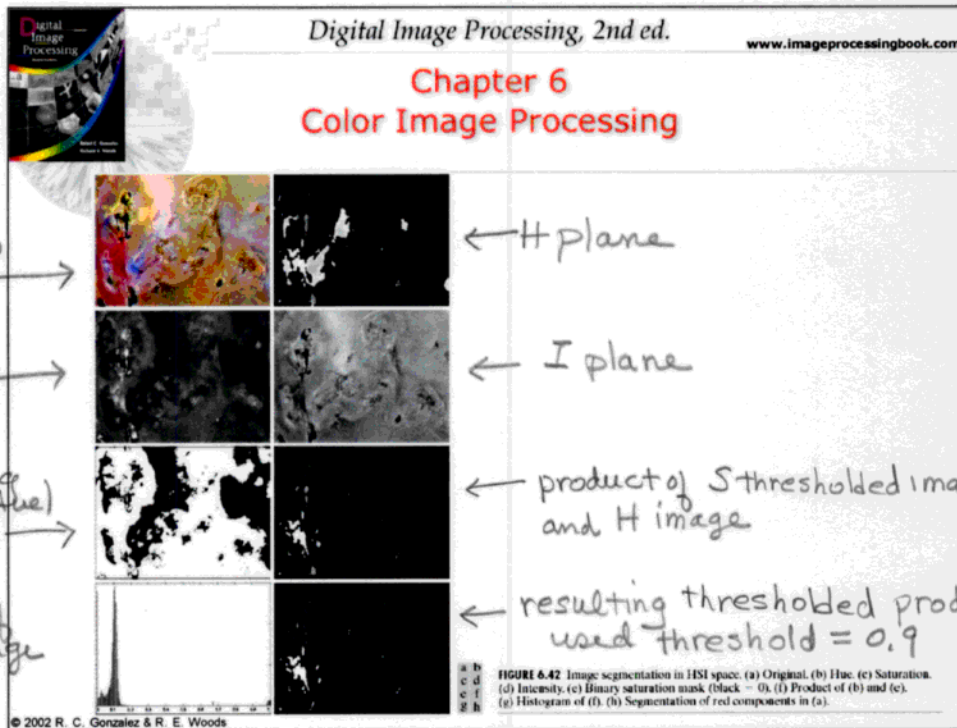 Digital
Image
Processing
Digital Image Processing, 2nd ed.
www.imageprocessingbook.com
Chapter 6
Color Image Processing
← H plane
← I plane
← product of S thresholded ima
and H image
← resulting thresholded prod
used threshold = 0.9
a b
c d
e f
g h
FIGURE 6.42 Image segmentation in HSI space. (a) Original. (b) Hue. (c) Saturation.
(d) Intensity. (e) Binary saturation mask (black = 0). (f) Product of (b) and (e).
(g) Histogram of (f). (h) Segmentation of red components in (a).
© 2002 R. C. Gonzalez & R. E. Woods